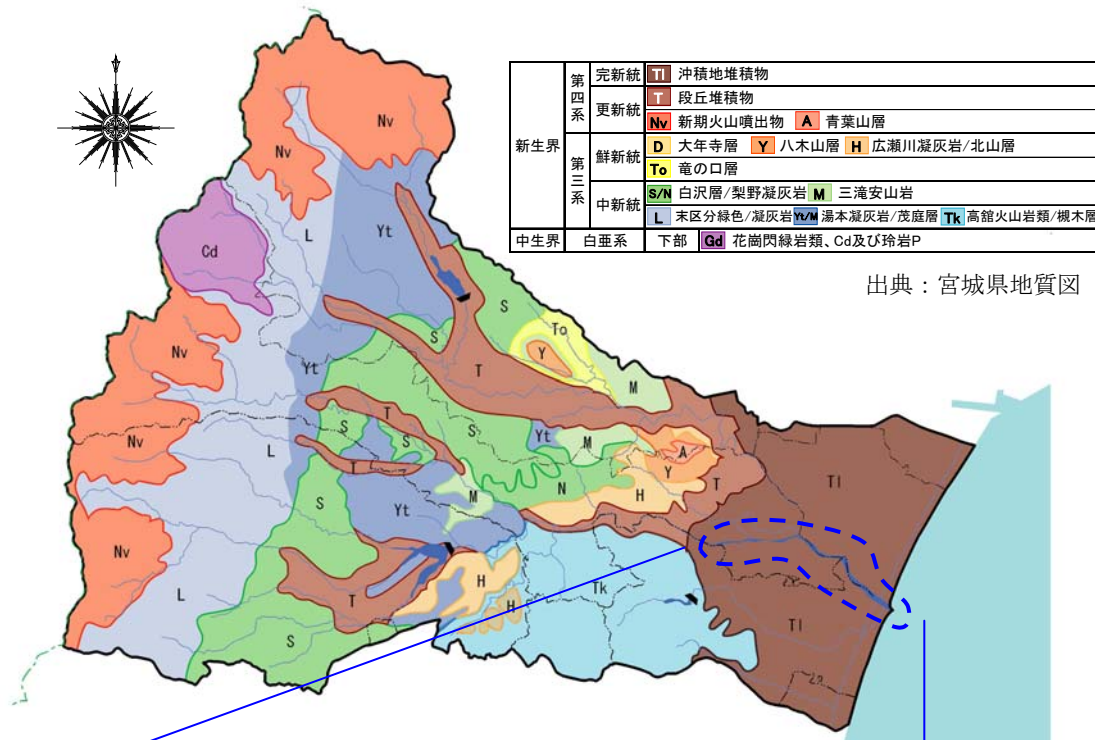 新生界 第四系 完新統 Tl 沖積地堆積物
更新統 T 段丘堆積物
Nv 新期火山噴出物 A 青葉山層
第三系 鮮新統 D 大年寺層 Y 八木山層 H 広瀬川凝灰岩/北山層
To 竜の口層
中新統 S/N 白沢層/梨野凝灰岩 M 三滝安山岩
L 末区分緑色/凝灰岩 Yt/M 湯本凝灰岩/茂庭層 Tk 高舘火山岩類/槻木層
中生界 白亜系 下部 Gd 花崗閃緑岩類、Cd及び玲岩P
出典：宮城県地質図
Nv
Nv
L
Yt
Cd
S
To
S
Y
Nv
T
M
Yt
T
S
S
S
Yt
M
A
Nv
L
T
N
Y
T
Tl
M
H
S
Yt
Nv
H
Tk
L
T
H
S
Tl